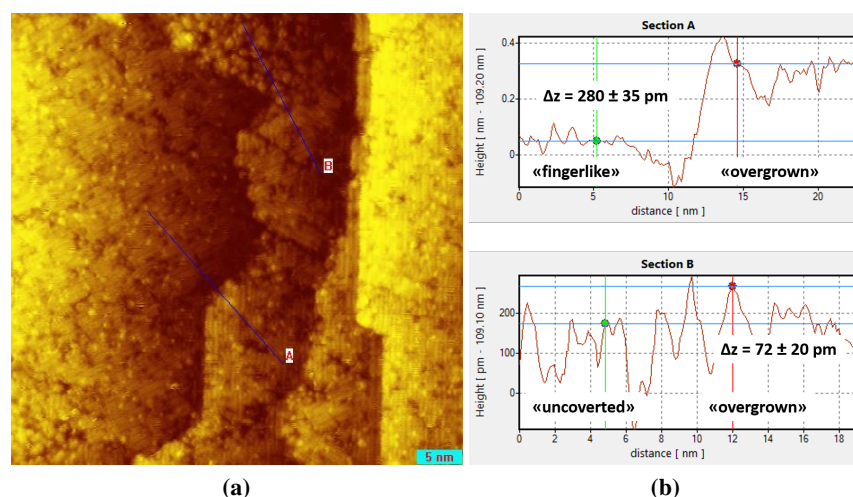 B
A
5 nm
(a)
Section A
Height [ nm - 109.20 nm ]
0.4
0.2
0
Δz = 280 ± 35 pm
«fingerlike»
«overgrown»
0
5
10
15
20
distance [ nm ]
Section B
Height [ pm - 109.10 nm ]
200
100
0
Δz = 72 ± 20 pm
«uncoverted»
«overgrown»
0
2
4
6
8
10
12
14
16
18
distance [ nm ]
(b)